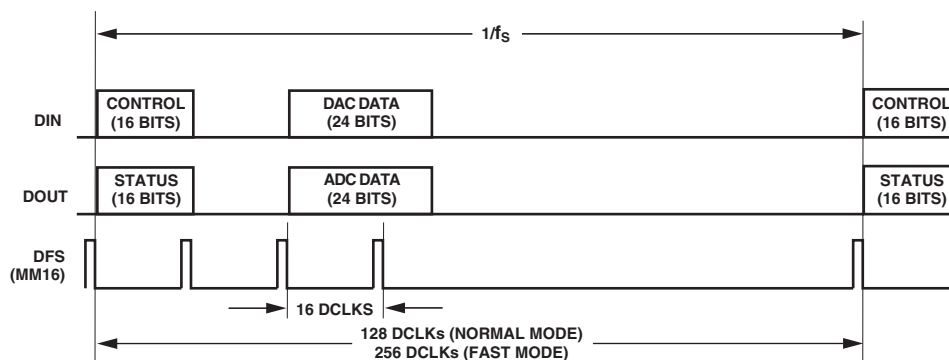 1/fS
DIN
CONTROL
(16 BITS)
DAC DATA
(24 BITS)
CONTROL
(16 BITS)
DOUT
STATUS
(16 BITS)
ADC DATA
(24 BITS)
STATUS
(16 BITS)
DFS
(MM16)
16 DCLKS
128 DCLKs (NORMAL MODE)
256 DCLKs (FAST MODE)